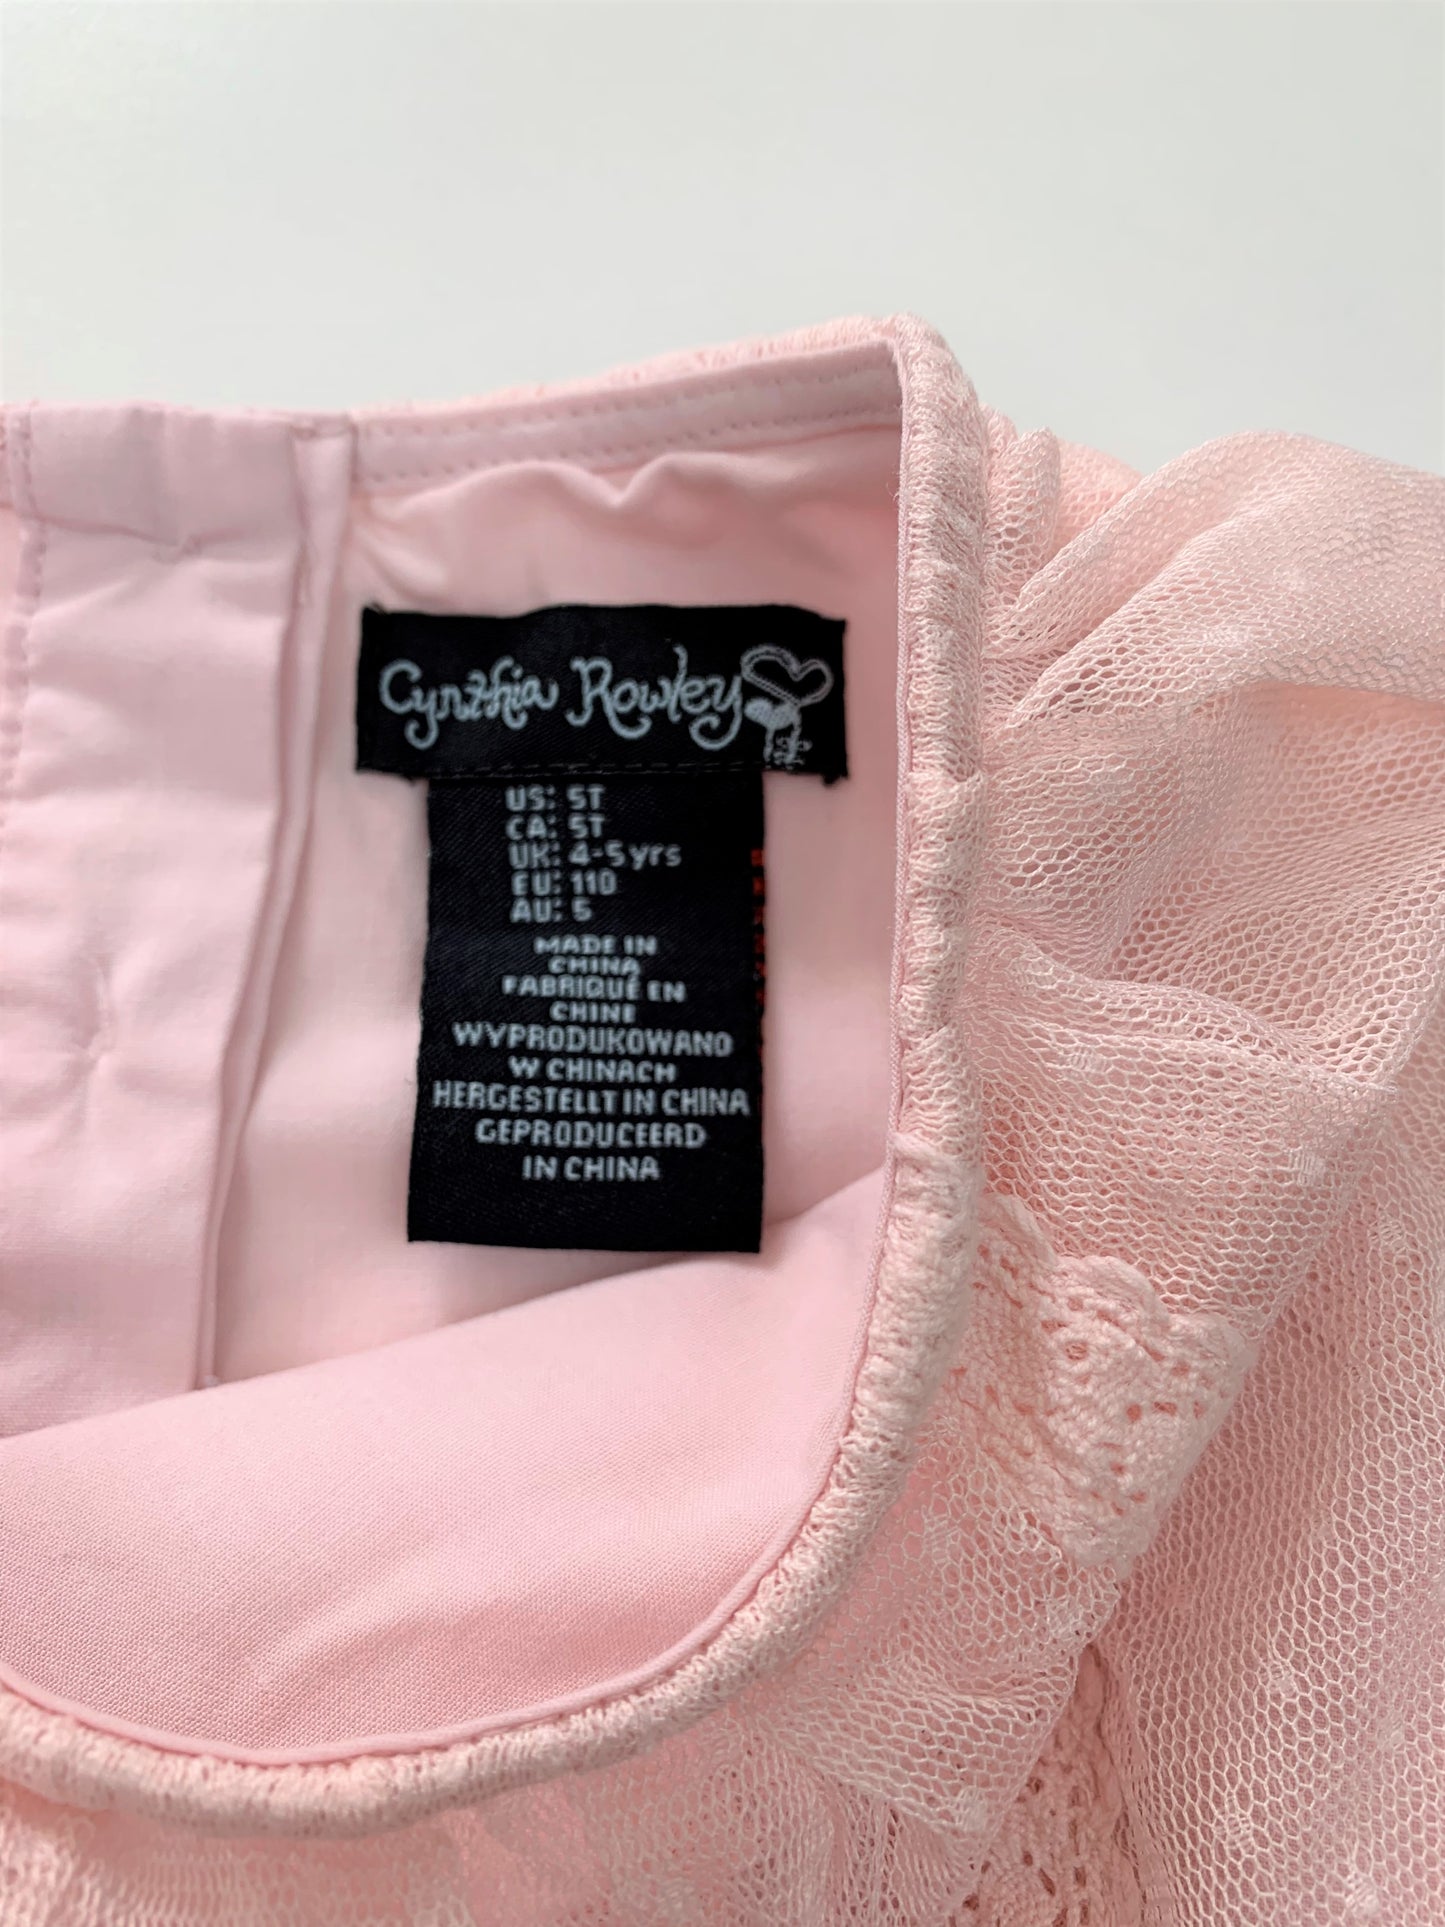 Cynthia Rowley
US: 5T
CA: 5T
UK: 4-5 yrs
EU: 110
AU: 5
MADE IN
CHINA
FABRIQUÉ EN
CHINE
WYPRODUKOWANO
W CHINACH
HERGESTELLT IN CHINA
GEPRODUCEERD
IN CHINA